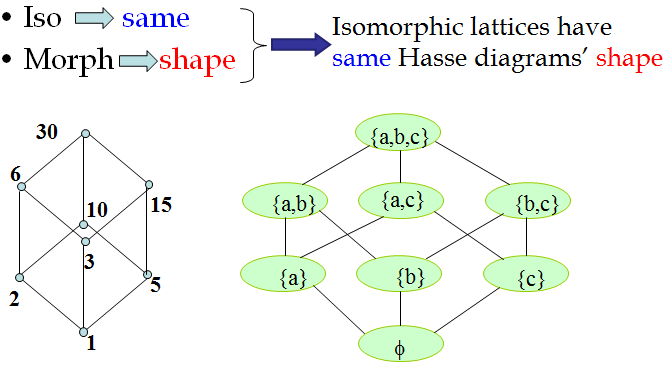 • Iso same
• Morph shape
Isomorphic lattices have
same Hasse diagrams' shape
30
6
15
10
3
2
5
1
{a,b,c}
{a,b} {a,c} {b,c}
{a} {b} {c}
ϕ